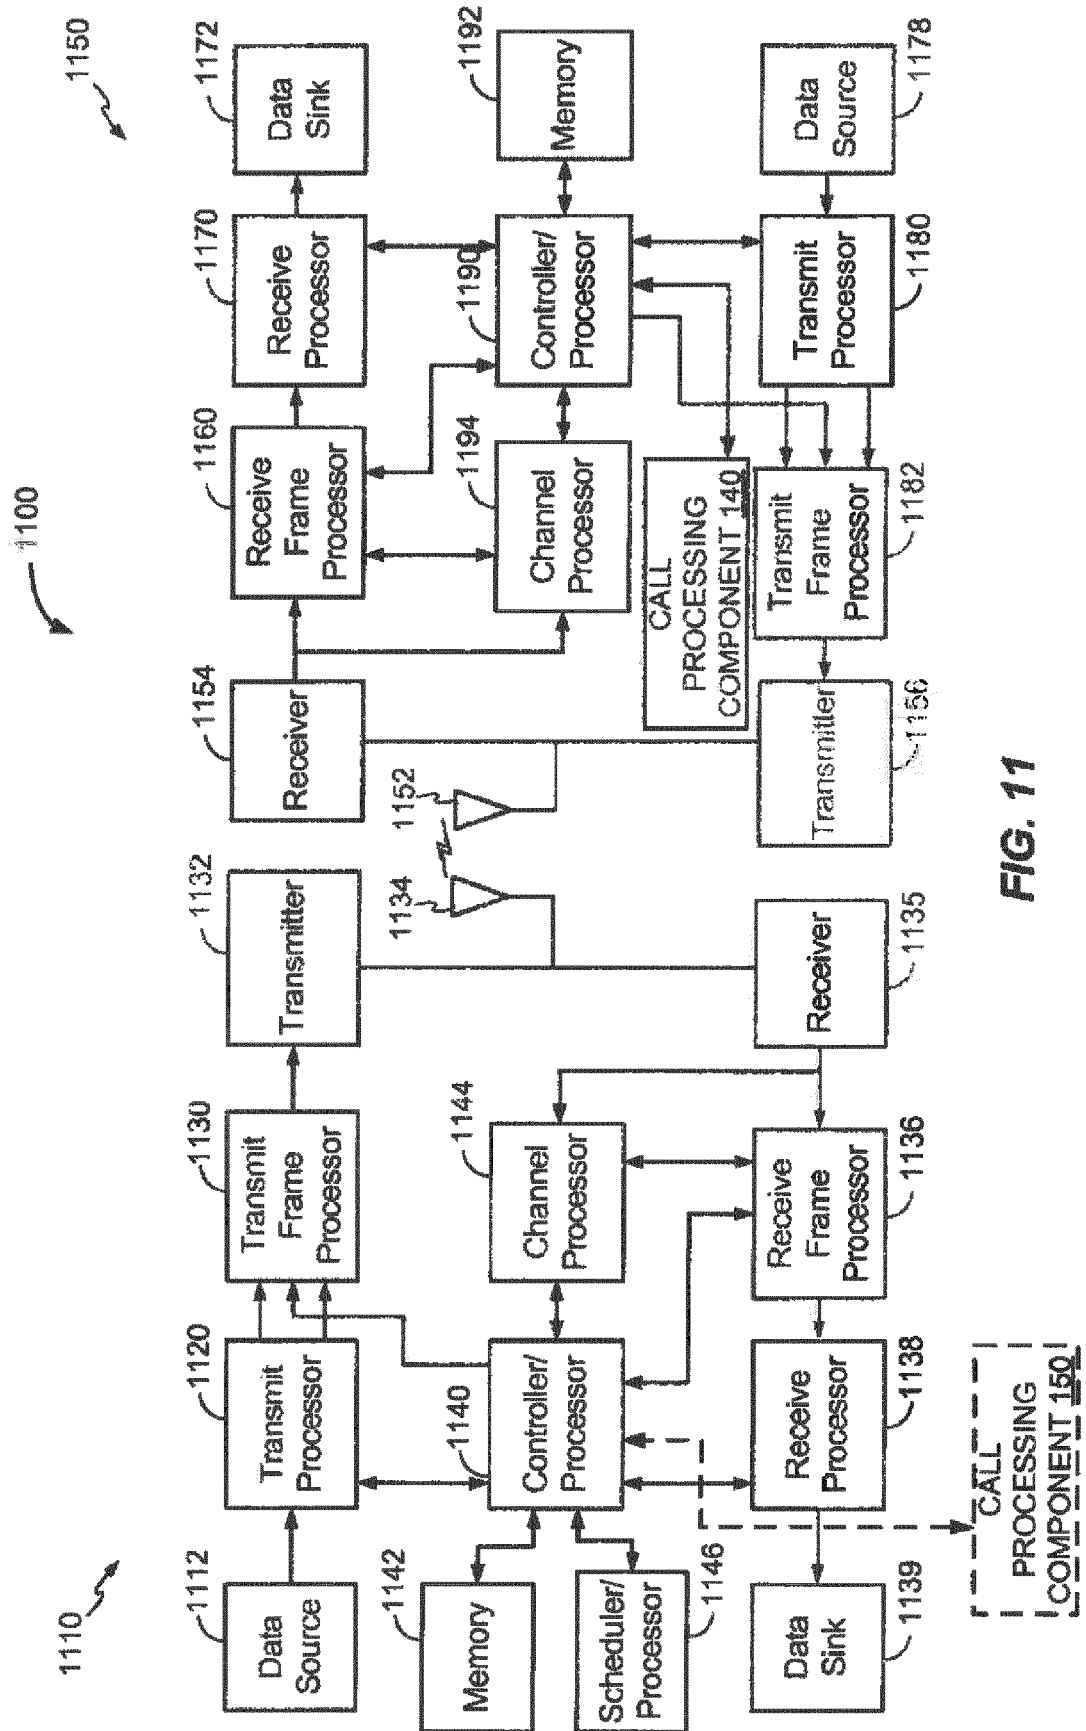 1100
1110
1150
1112
Data
Source
1120
Transmit
Processor
1130
Transmit
Frame
Processor
1132
Transmitter
1154
Receiver
1160
Receive
Frame
Processor
1170
Receive
Processor
1172
Data
Sink
1142
Memory
1140
Controller/
Processor
1144
Channel
Processor
1134
1152
1194
Channel
Processor
1190
Controller/
Processor
1192
Memory
Scheduler/
Processor
1146
CALL
PROCESSING
COMPONENT 140
Data
Sink
1139
Receive
Processor
1138
Receive
Frame
Processor
1136
Receiver
1135
Transmitter
1156
Transmit
Frame
Processor
1182
Transmit
Processor
1180
Data
Source
1178
CALL
PROCESSING
COMPONENT 150
FIG. 11